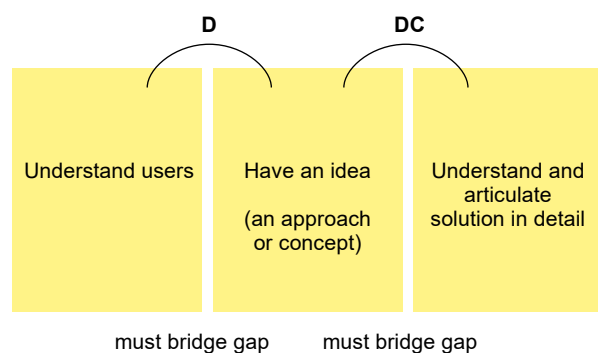 D
DC
Understand users
Have an idea
(an approach
or concept)
Understand and
articulate
solution in detail
must bridge gap
must bridge gap